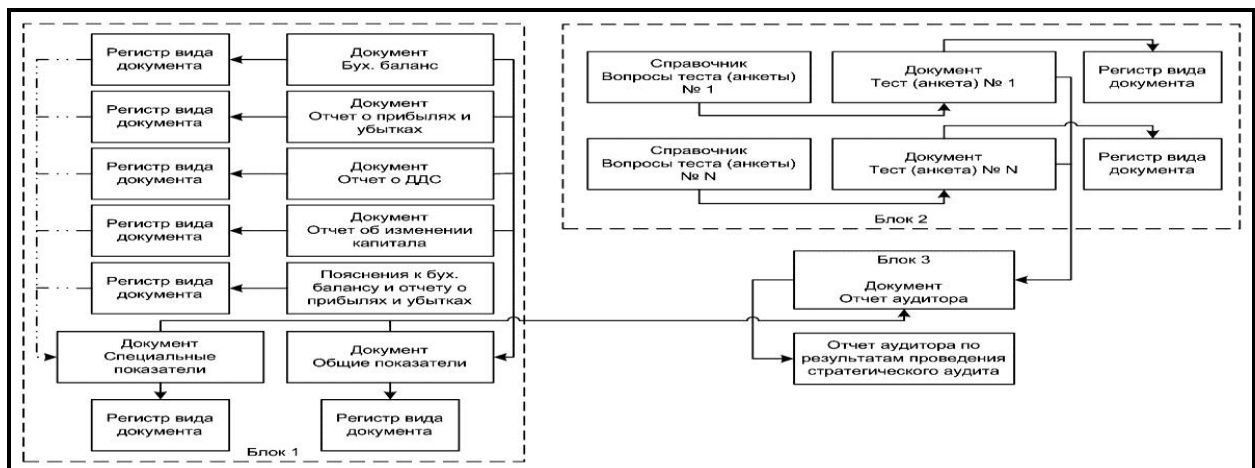 Регистр вида
документа
Документ
Бух. баланс
Регистр вида
документа
Документ
Отчет о прибылях и
убытках
Регистр вида
документа
Документ
Отчет о ДДС
Регистр вида
документа
Документ
Отчет об изменении
капитала
Регистр вида
документа
Пояснения к бух.
балансу и отчету о
прибылях и убытках
Документ
Специальные
показатели
Документ
Общие показатели
Регистр вида
документа
Регистр вида
документа
Блок 1
Справочник
Вопросы теста (анкеты)
№ 1
Документ
Тест (анкета) № 1
Регистр вида
документа
Справочник
Вопросы теста (анкеты)
№ N
Документ
Тест (анкета) № N
Регистр вида
документа
Блок 2
Блок 3
Документ
Отчет аудитора
Отчет аудитора по
результатам проведения
стратегического аудита